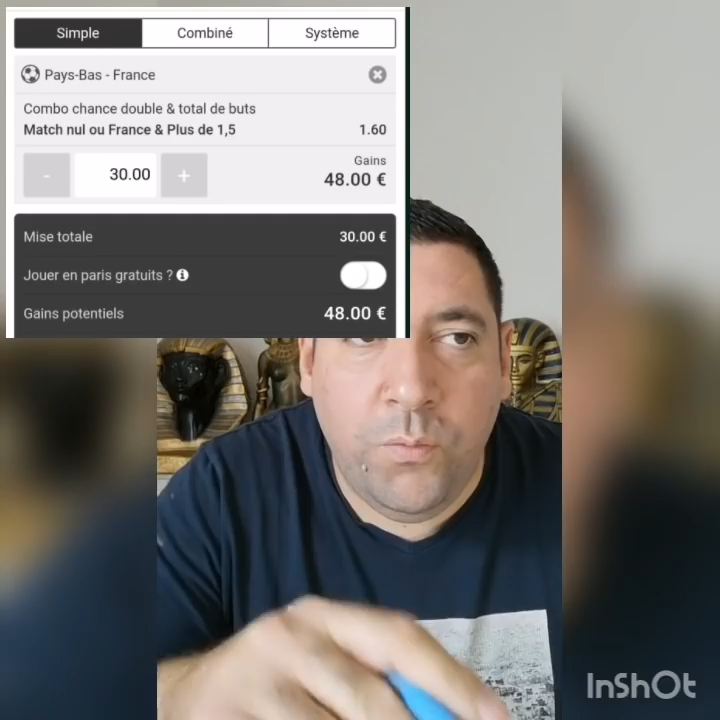 Simple Combiné Système
Pays-Bas - France
Combo chance double & total de buts
Match nul ou France & Plus de 1,5 1.60
Gains
- 30.00 + 48.00 €
Mise totale 30.00 €
Jouer en paris gratuits ?
Gains potentiels 48.00 €
InShOt